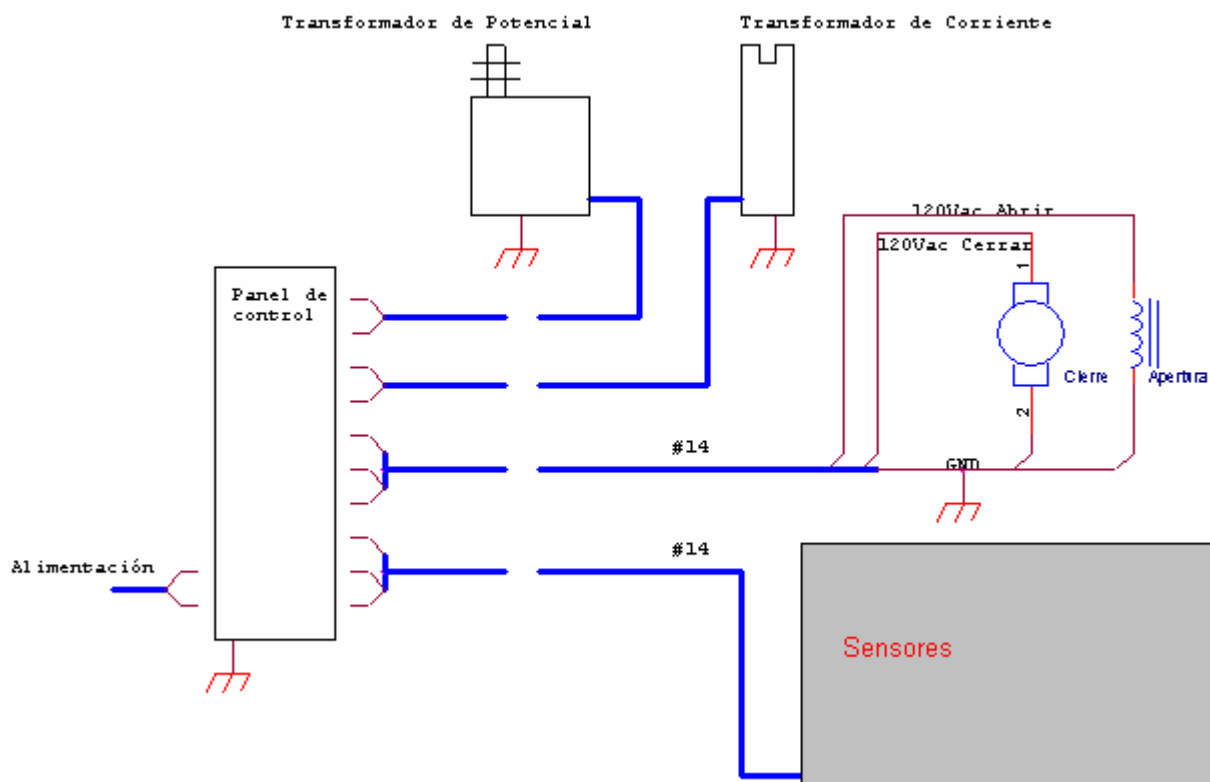 Transformador de Potencial
Transformador de Corriente
120Vac Abrir
120Vac Cerrar
1
Panel de
control
Cierre
Apertura
2
#14
GND
#14
Alimentación
Sensores